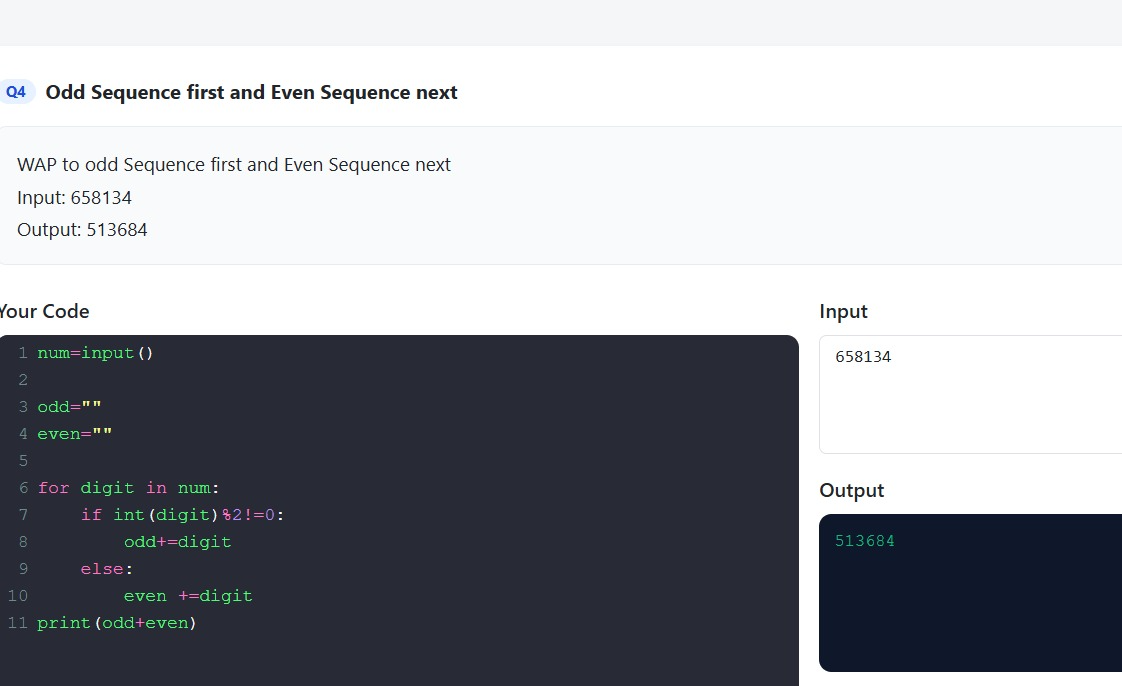 Q4 Odd Sequence first and Even Sequence next
WAP to odd Sequence first and Even Sequence next
Input: 658134
Output: 513684
Your Code
1 num=input()
2
3 odd=""
4 even=""
5
6 for digit in num:
7     if int(digit)%2!=0:
8         odd+=digit
9     else:
10         even +=digit
11 print(odd+even)
Input
658134
Output
513684